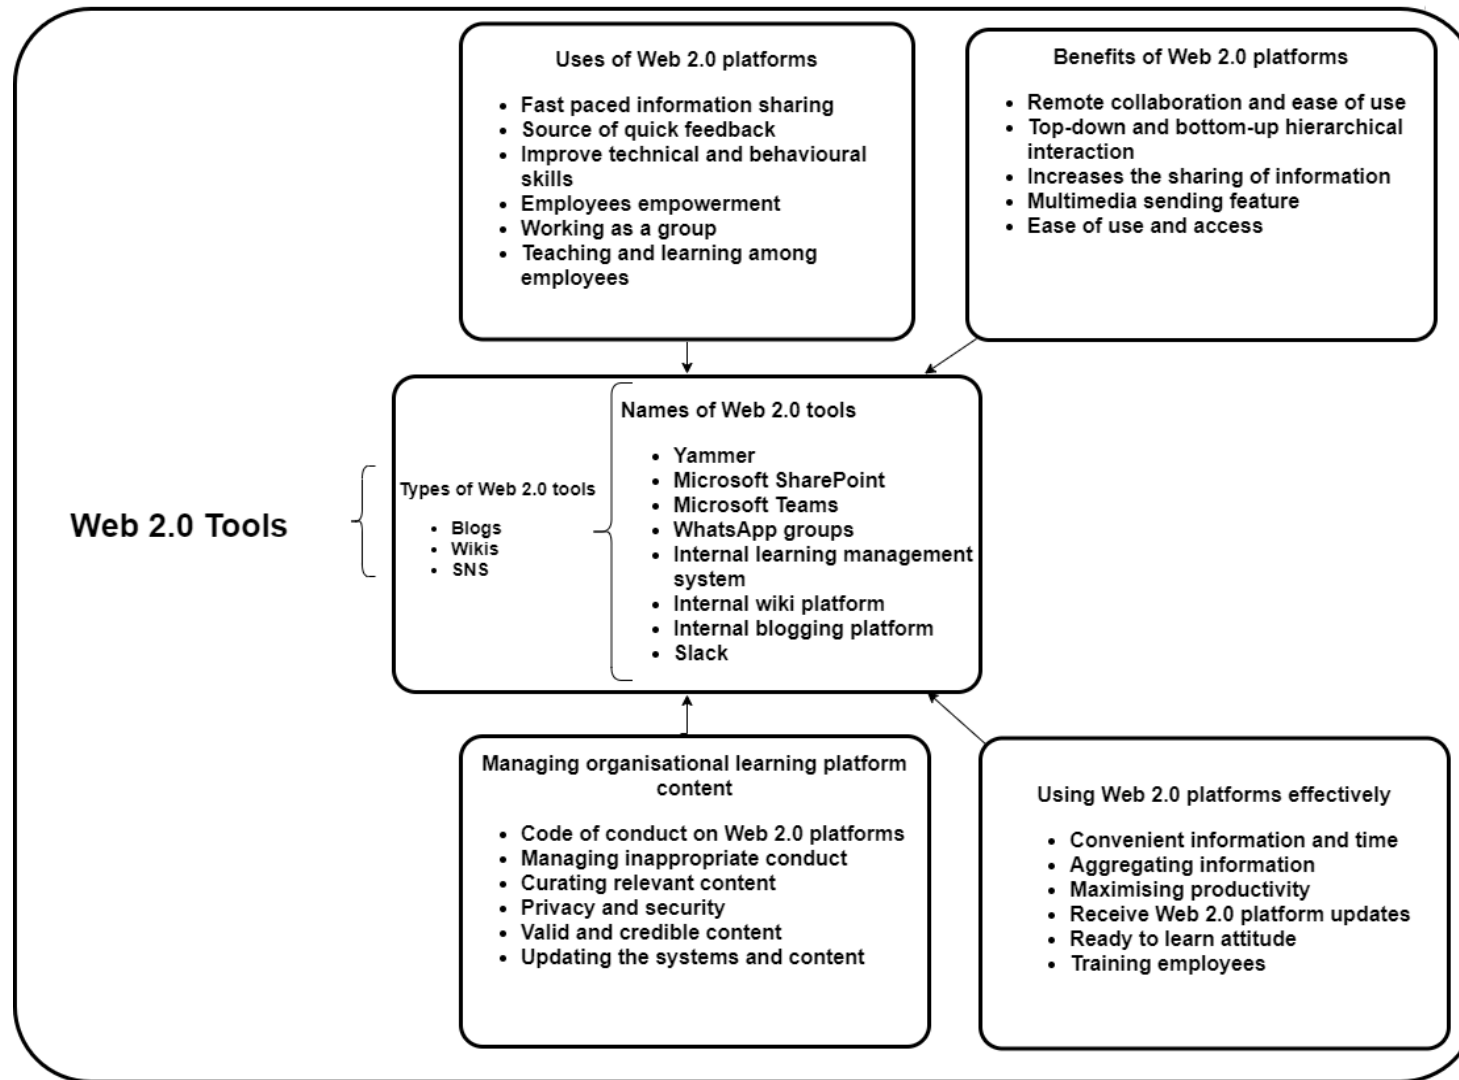 Uses of Web 2.0 platforms
• Fast paced information sharing
• Source of quick feedback
• Improve technical and behavioural
skills
• Employees empowerment
• Working as a group
• Teaching and learning among
employees
Benefits of Web 2.0 platforms
• Remote collaboration and ease of use
• Top-down and bottom-up hierarchical
interaction
• Increases the sharing of information
• Multimedia sending feature
• Ease of use and access
Web 2.0 Tools
Types of Web 2.0 tools
• Blogs
• Wikis
• SNS
Names of Web 2.0 tools
• Yammer
• Microsoft SharePoint
• Microsoft Teams
• WhatsApp groups
• Internal learning management
system
• Internal wiki platform
• Internal blogging platform
• Slack
Managing organisational learning platform
content
• Code of conduct on Web 2.0 platforms
• Managing inappropriate conduct
• Curating relevant content
• Privacy and security
• Valid and credible content
• Updating the systems and content
Using Web 2.0 platforms effectively
• Convenient information and time
• Aggregating information
• Maximising productivity
• Receive Web 2.0 platform updates
• Ready to learn attitude
• Training employees